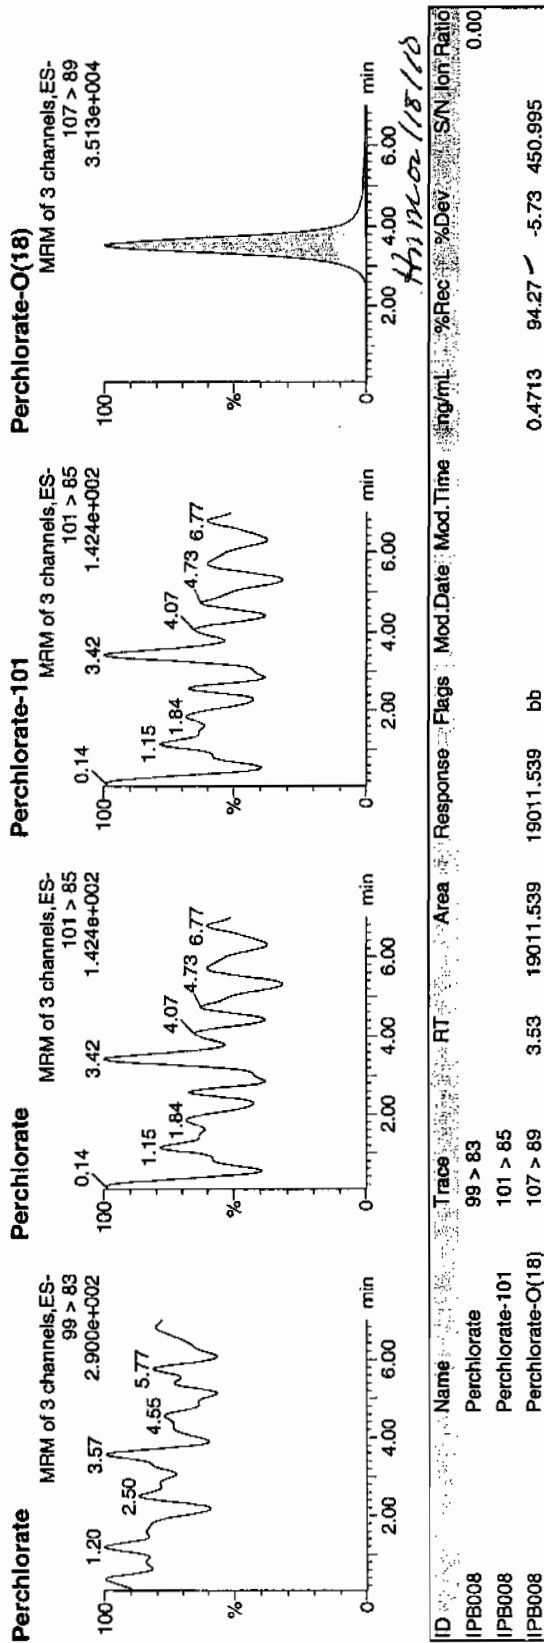 Perchlorate
MRM of 3 channels,ES-
99 > 83
2.900e+002
100
%
0
1.20
2.50
3.57
4.55
5.77
2.00
4.00
6.00
min
Perchlorate
MRM of 3 channels,ES-
101 > 85
1.424e+002
100
%
0
0.14
1.15
1.84
3.42
4.07
4.73
6.77
2.00
4.00
6.00
min
Perchlorate-101
MRM of 3 channels,ES-
101 > 85
1.424e+002
100
%
0
0.14
1.15
1.84
3.42
4.07
4.73
6.77
2.00
4.00
6.00
min
Perchlorate-O(18)
MRM of 3 channels,ES-
107 > 89
3.513e+004
100
%
0
2.00
4.00
6.00
min
ID Name Trace RT Area Response Flags Mod.Date Mod.Time ng/mL %Rec %Dev S/N Ion Ratio
IPB008 Perchlorate 99 > 83 0.00
IPB008 Perchlorate-101 101 > 85
IPB008 Perchlorate-O(18) 107 > 89 3.53 19011.539 19011.539 bb 0.4713 94.27 -5.73 450.995